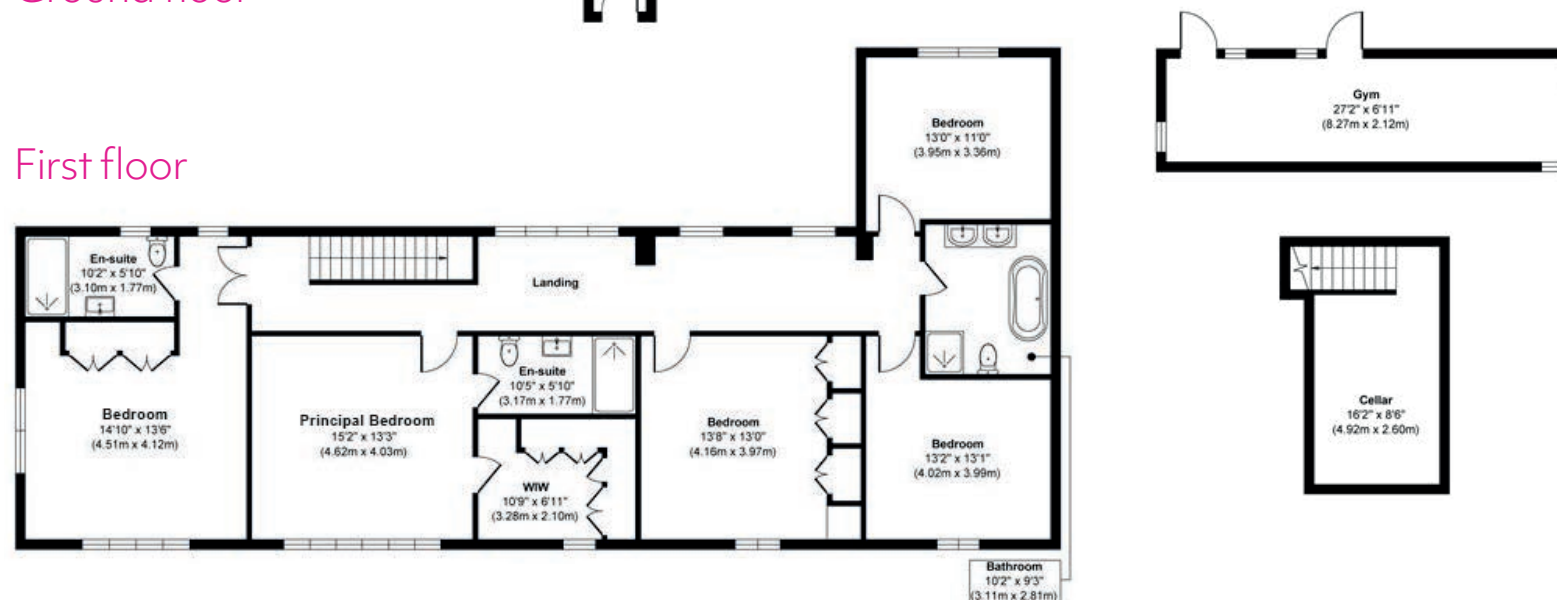 Ground floor
First floor
Bedroom
13'0" x 11'0"
(3.95m x 3.36m)
Gym
27'2" x 6'11"
(8.27m x 2.12m)
En-suite
10'2" x 5'10"
(3.10m x 1.77m)
Landing
Bedroom
14'10" x 13'6"
(4.51m x 4.12m)
Principal Bedroom
15'2" x 13'3"
(4.62m x 4.03m)
En-suite
10'5" x 5'10"
(3.17m x 1.77m)
WIW
10'9" x 6'11"
(3.28m x 2.10m)
Bedroom
13'8" x 13'0"
(4.16m x 3.97m)
Bedroom
13'2" x 13'1"
(4.02m x 3.99m)
Cellar
16'2" x 8'6"
(4.92m x 2.60m)
Bathroom
10'2" x 9'3"
(3.11m x 2.81m)